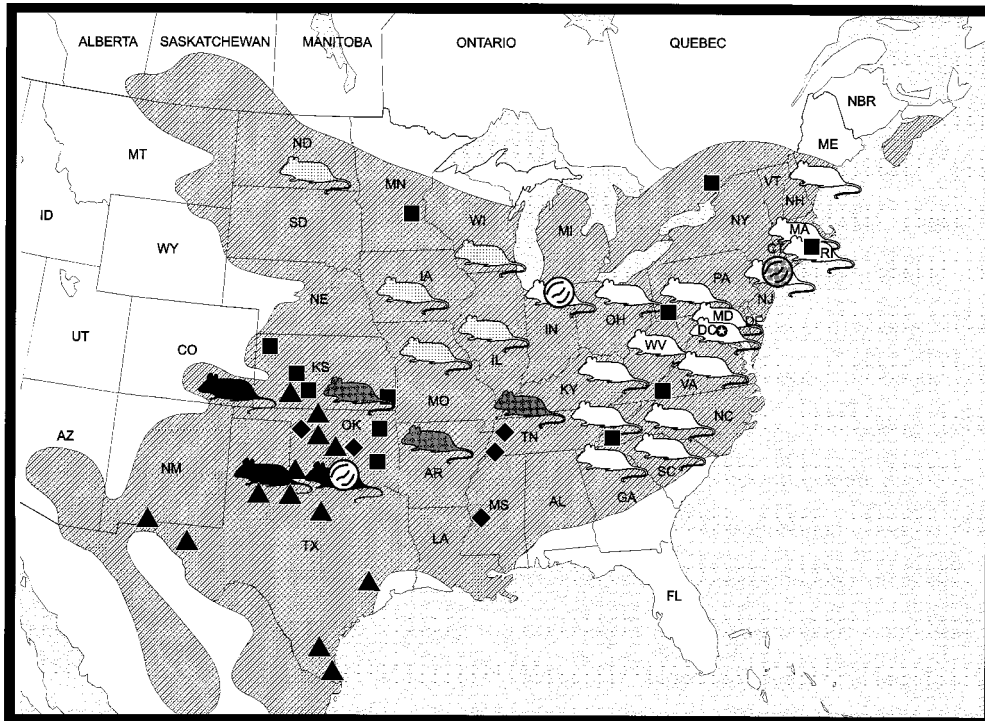 ALBERTA SASKATCHEWAN MANITOBA ONTARIO QUEBEC
NBR
ME
MT
ND
MN
VT
NH
ID
SD
WI
MI
NY
MA
WY
CT
RI
IA
PA
NJ
NE
OH
MD
UT
IN
DC
DE
CO
IL
WV
KS
VA
MO
KY
NC
AZ
OK
TN
NM
AR
SC
MS
AL
GA
TX
LA
FL